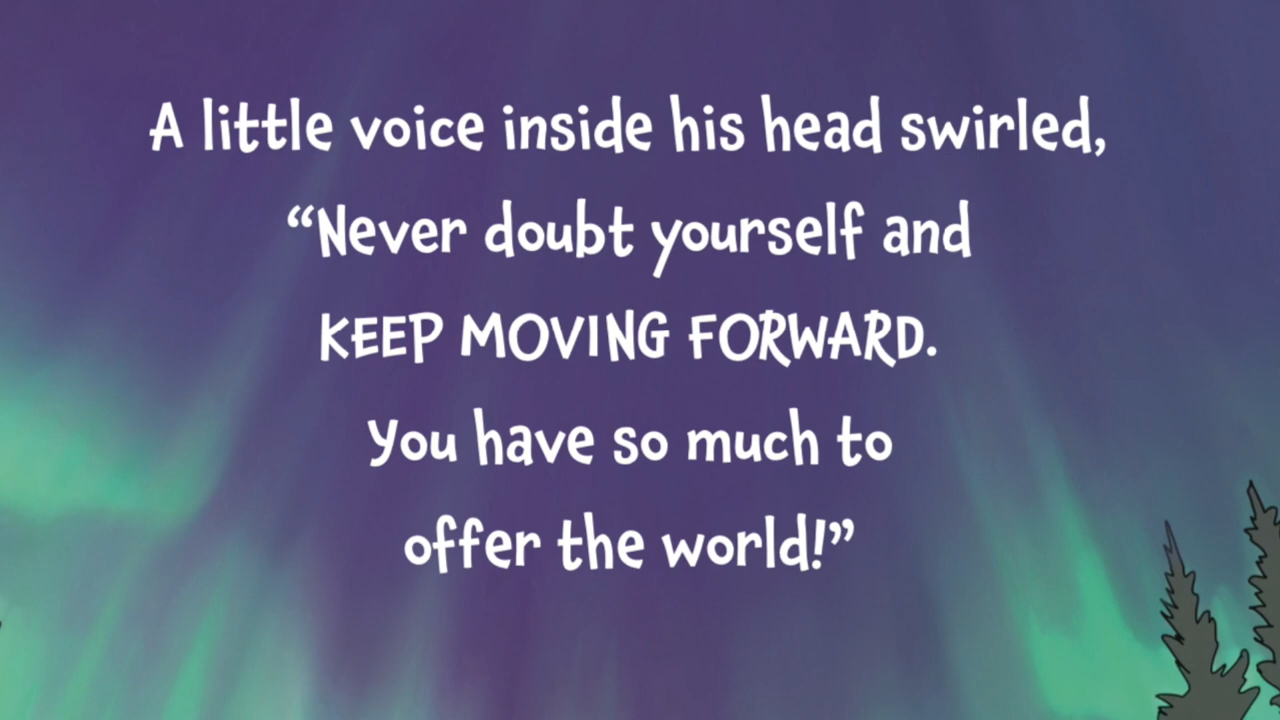 A little voice inside his head swirled,
“Never doubt yourself and
KEEP MOVING FORWARD.
You have so much to
offer the world!”